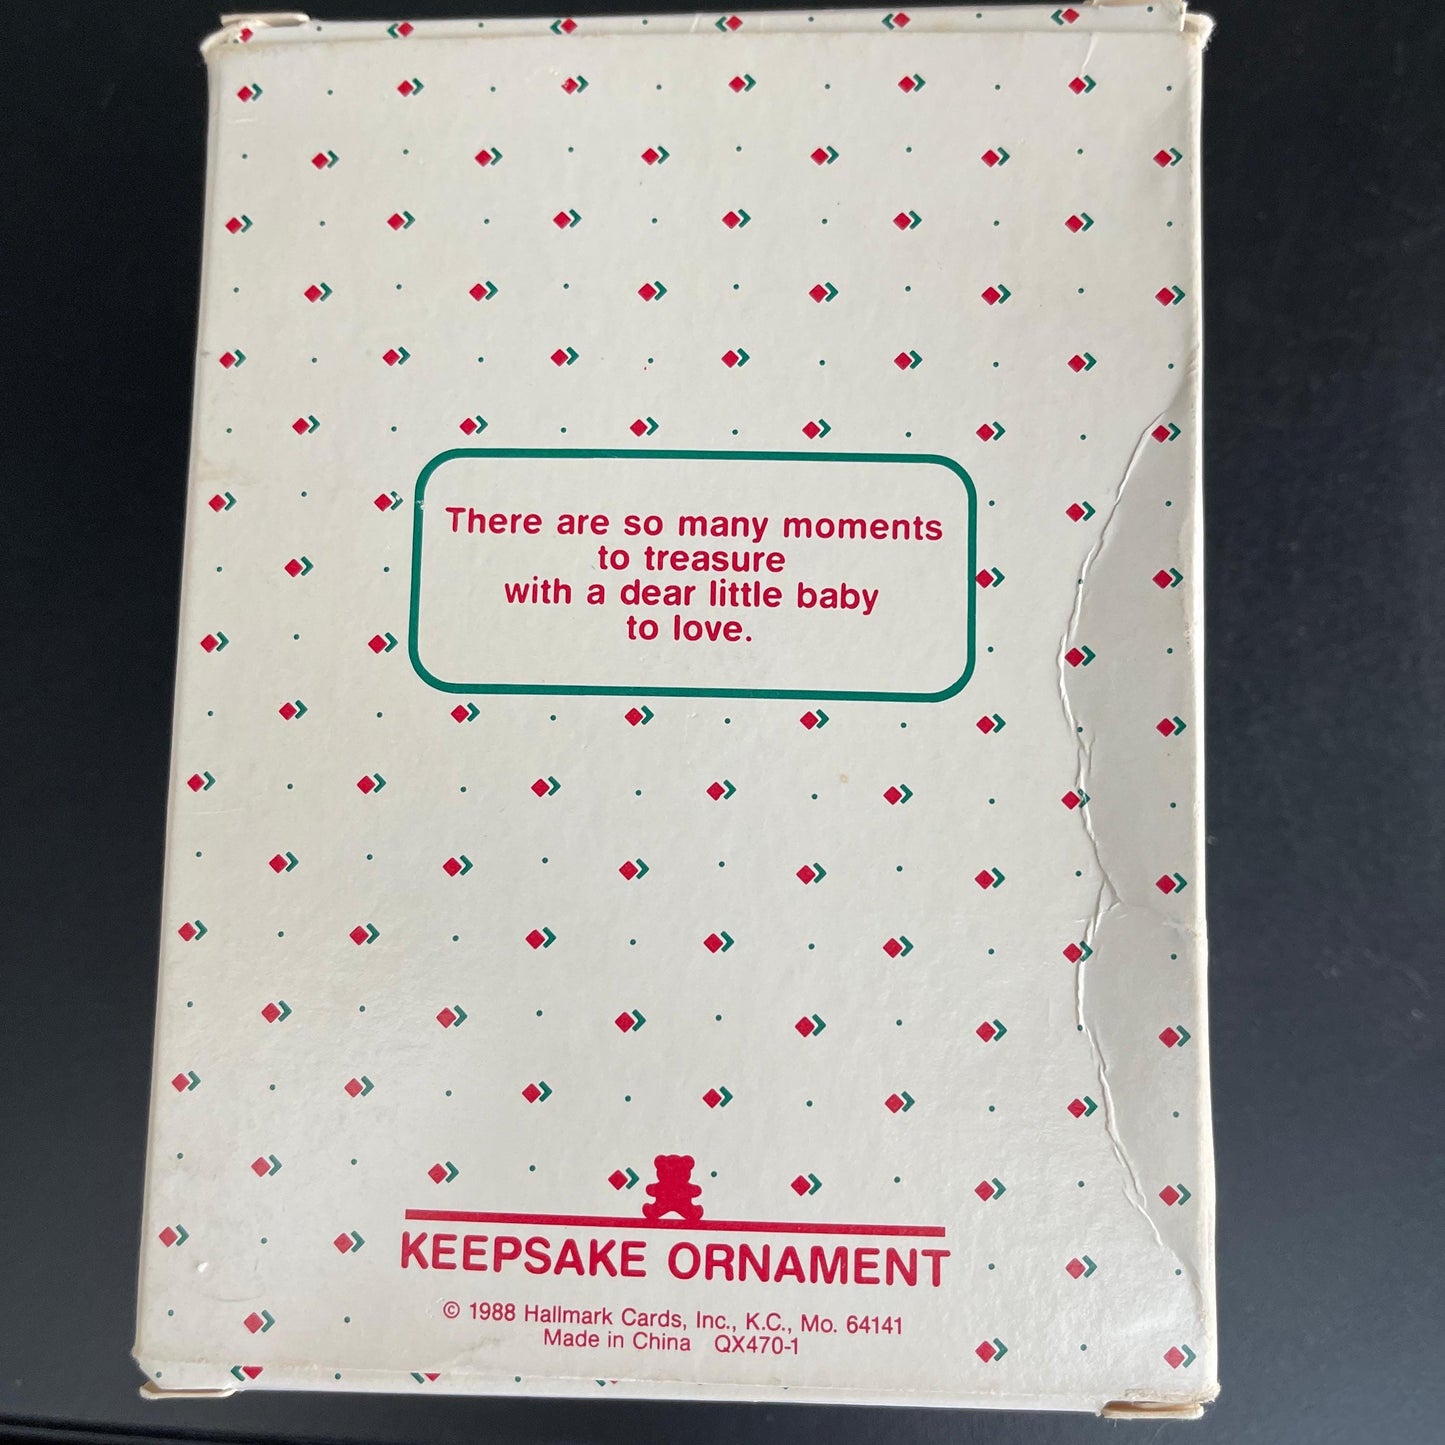 There are so many moments
to treasure
with a dear little baby
to love.
KEEPSAKE ORNAMENT
© 1988 Hallmark Cards, Inc., K.C., Mo. 64141
Made in China QX470-1